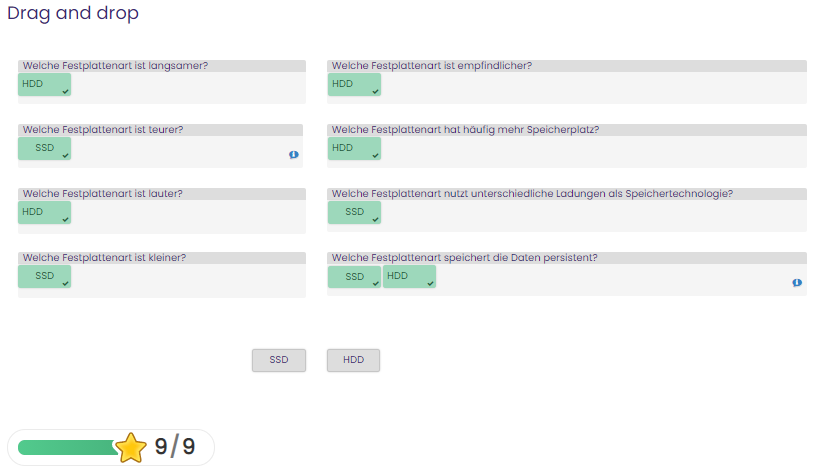 Drag and drop
Welche Festplattenart ist langsamer?
HDD
Welche Festplattenart ist empfindlicher?
HDD
Welche Festplattenart ist teurer?
SSD
Welche Festplattenart hat häufig mehr Speicherplatz?
HDD
Welche Festplattenart ist lauter?
HDD
Welche Festplattenart nutzt unterschiedliche Ladungen als Speichertechnologie?
SSD
Welche Festplattenart ist kleiner?
SSD
Welche Festplattenart speichert die Daten persistent?
SSD HDD
SSD HDD
9/9